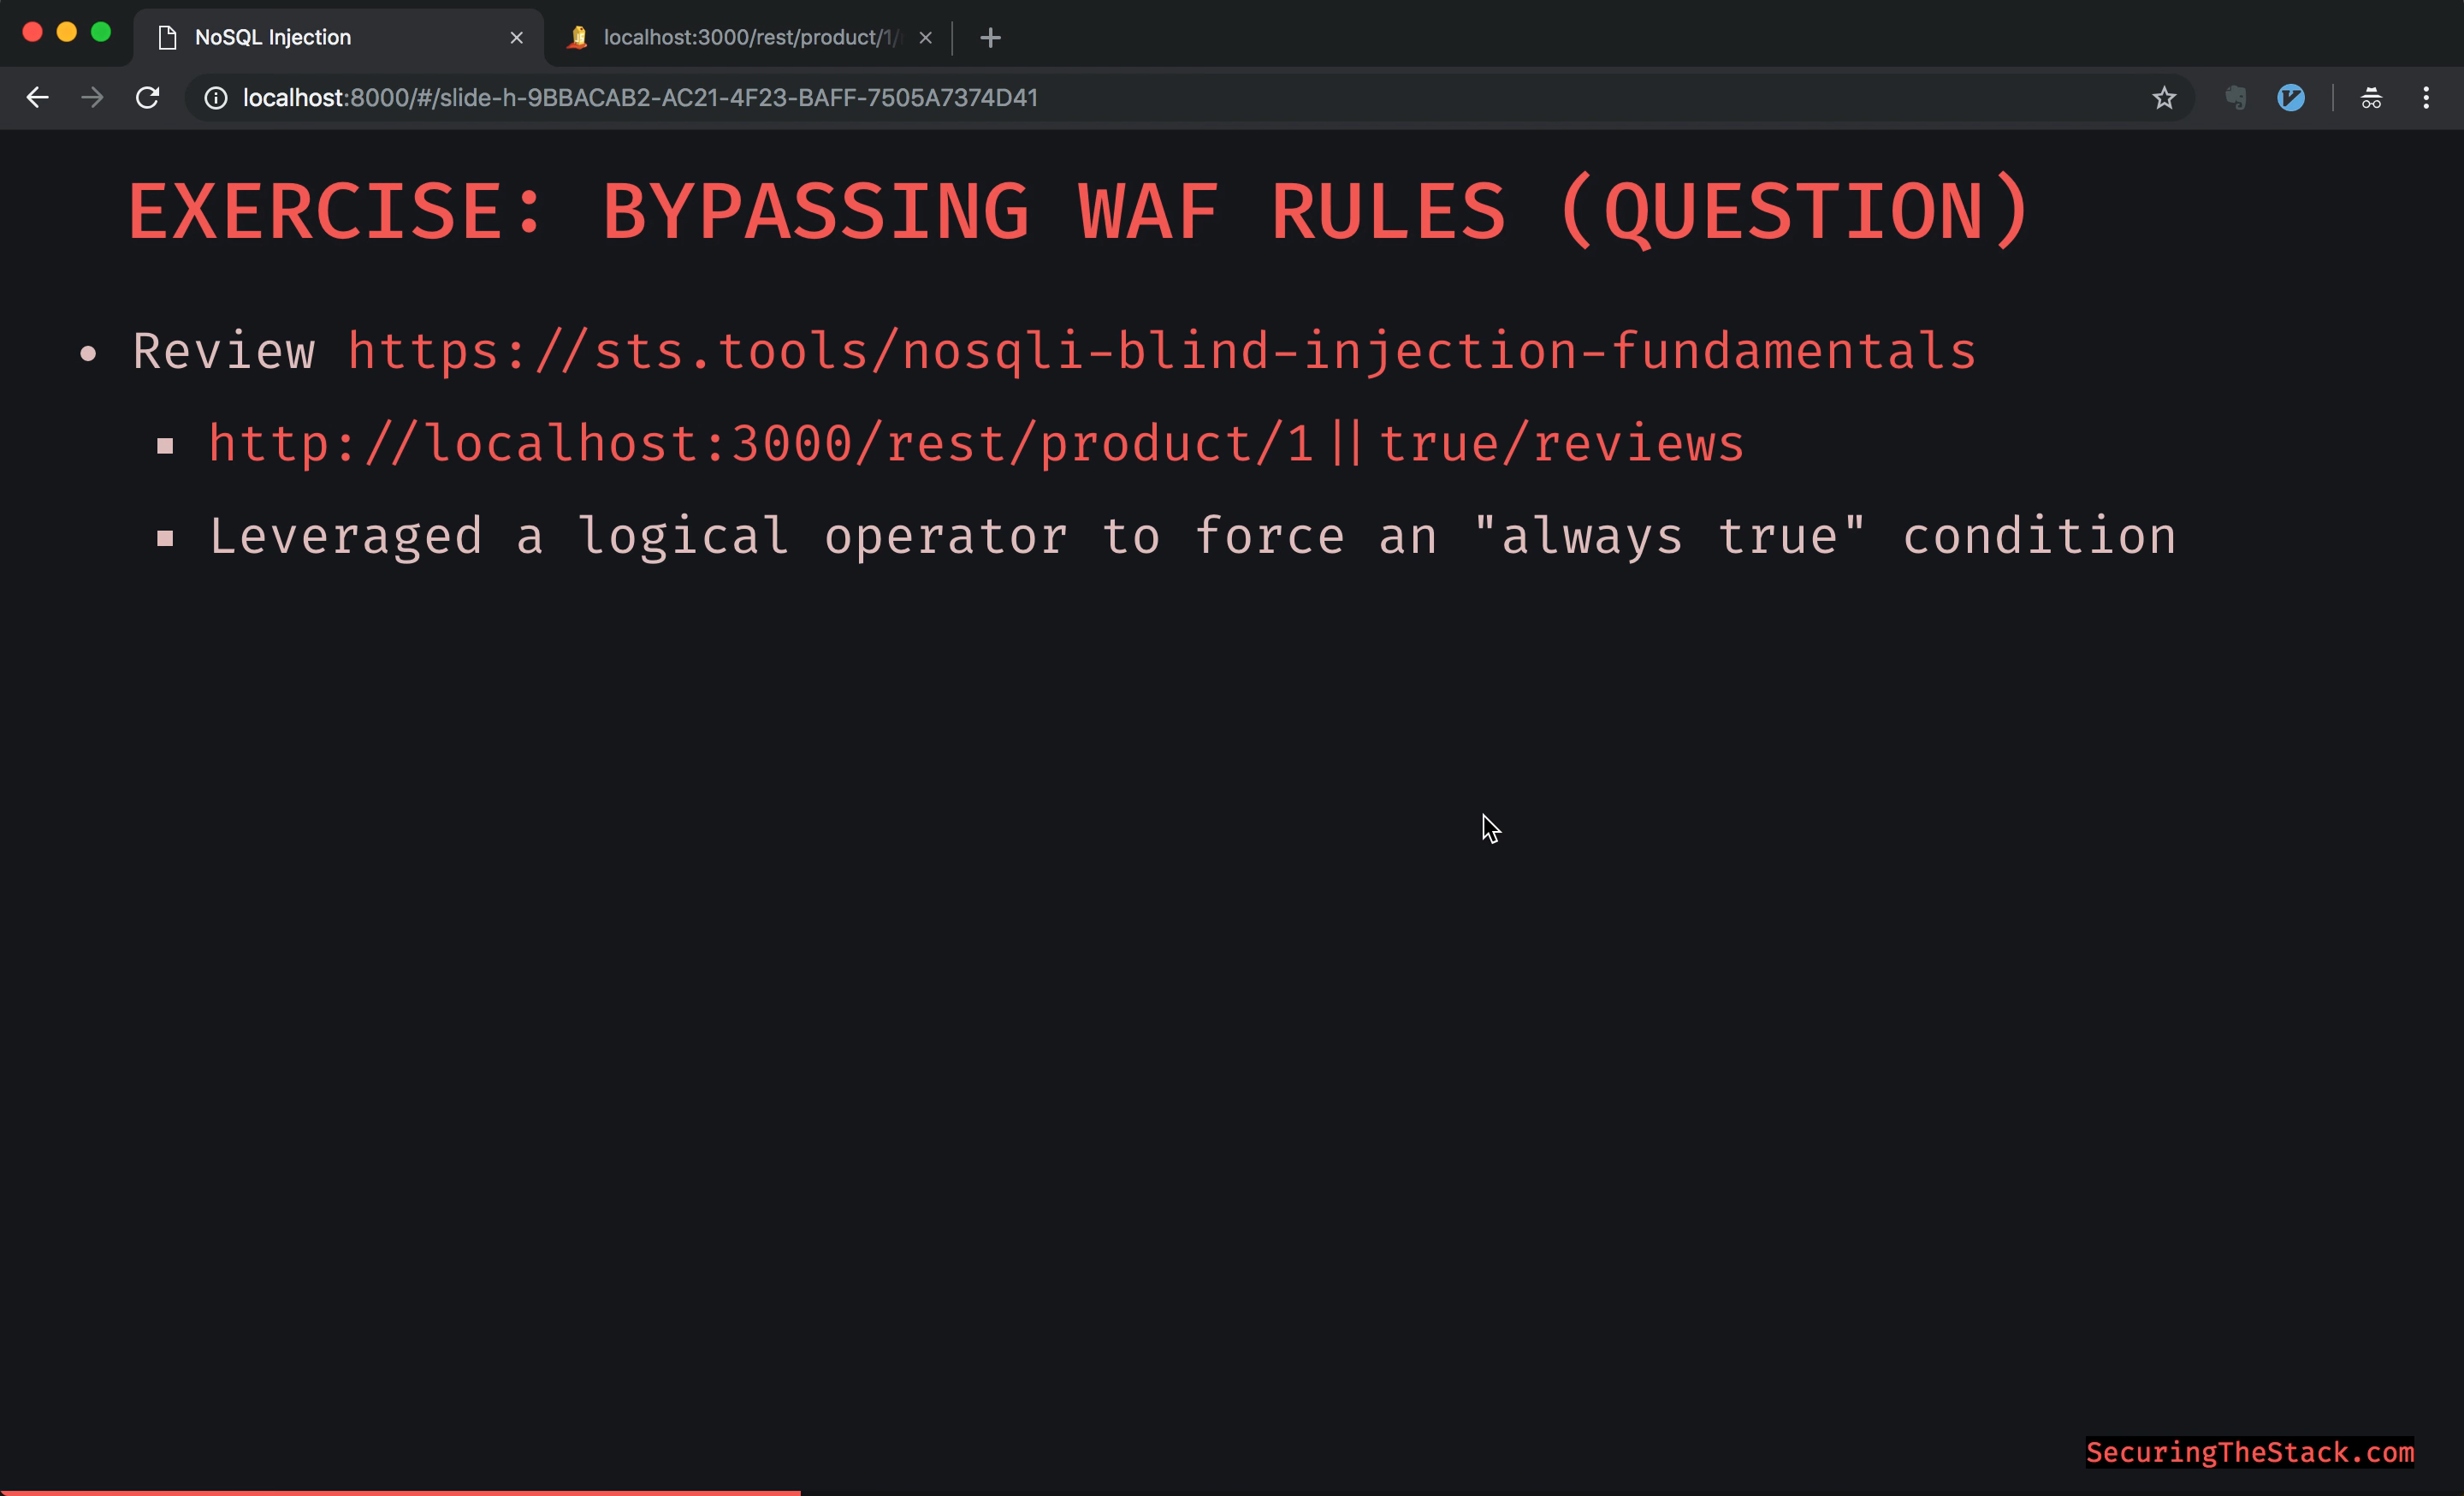 NoSQL Injection
localhost:3000/rest/product/1/
localhost:8000/#/slide-h-9BBACAB2-AC21-4F23-BAFF-7505A7374D41
EXERCISE: BYPASSING WAF RULES (QUESTION)
• Review https://sts.tools/nosqli-blind-injection-fundamentals
▪ http://localhost:3000/rest/product/1||true/reviews
▪ Leveraged a logical operator to force an "always true" condition
SecuringTheStack.com